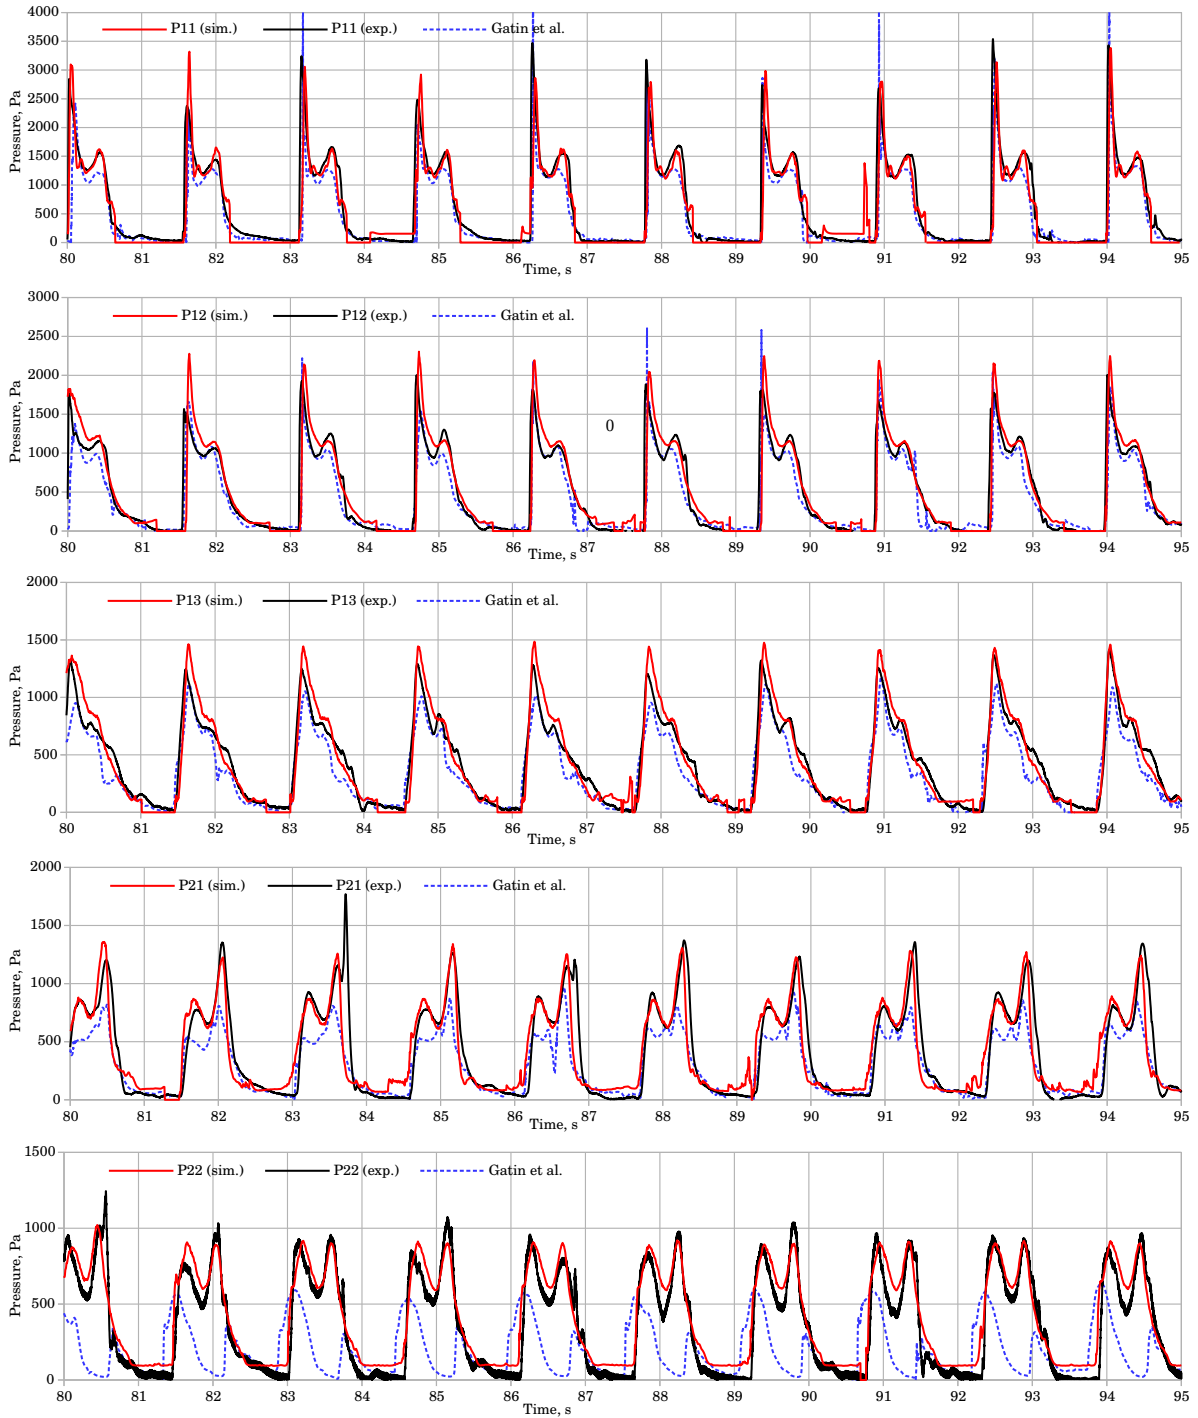 P11 (sim.) P11 (exp.) Gatin et al.
4000
3500
3000
2500
2000
1500
1000
500
0
Pressure, Pa
80 81 82 83 84 85 86 87 88 89 90 91 92 93 94 95
Time, s
P12 (sim.) P12 (exp.) Gatin et al.
3000
2500
2000
1500
1000
500
0
Pressure, Pa
0
80 81 82 83 84 85 86 87 88 89 90 91 92 93 94 95
Time, s
P13 (sim.) P13 (exp.) Gatin et al.
2000
1500
1000
500
0
Pressure, Pa
80 81 82 83 84 85 86 87 88 89 90 91 92 93 94 95
Time, s
P21 (sim.) P21 (exp.) Gatin et al.
2000
1500
1000
500
0
Pressure, Pa
80 81 82 83 84 85 86 87 88 89 90 91 92 93 94 95
Time, s
P22 (sim.) P22 (exp.) Gatin et al.
1500
1000
500
0
Pressure, Pa
80 81 82 83 84 85 86 87 88 89 90 91 92 93 94 95
Time, s